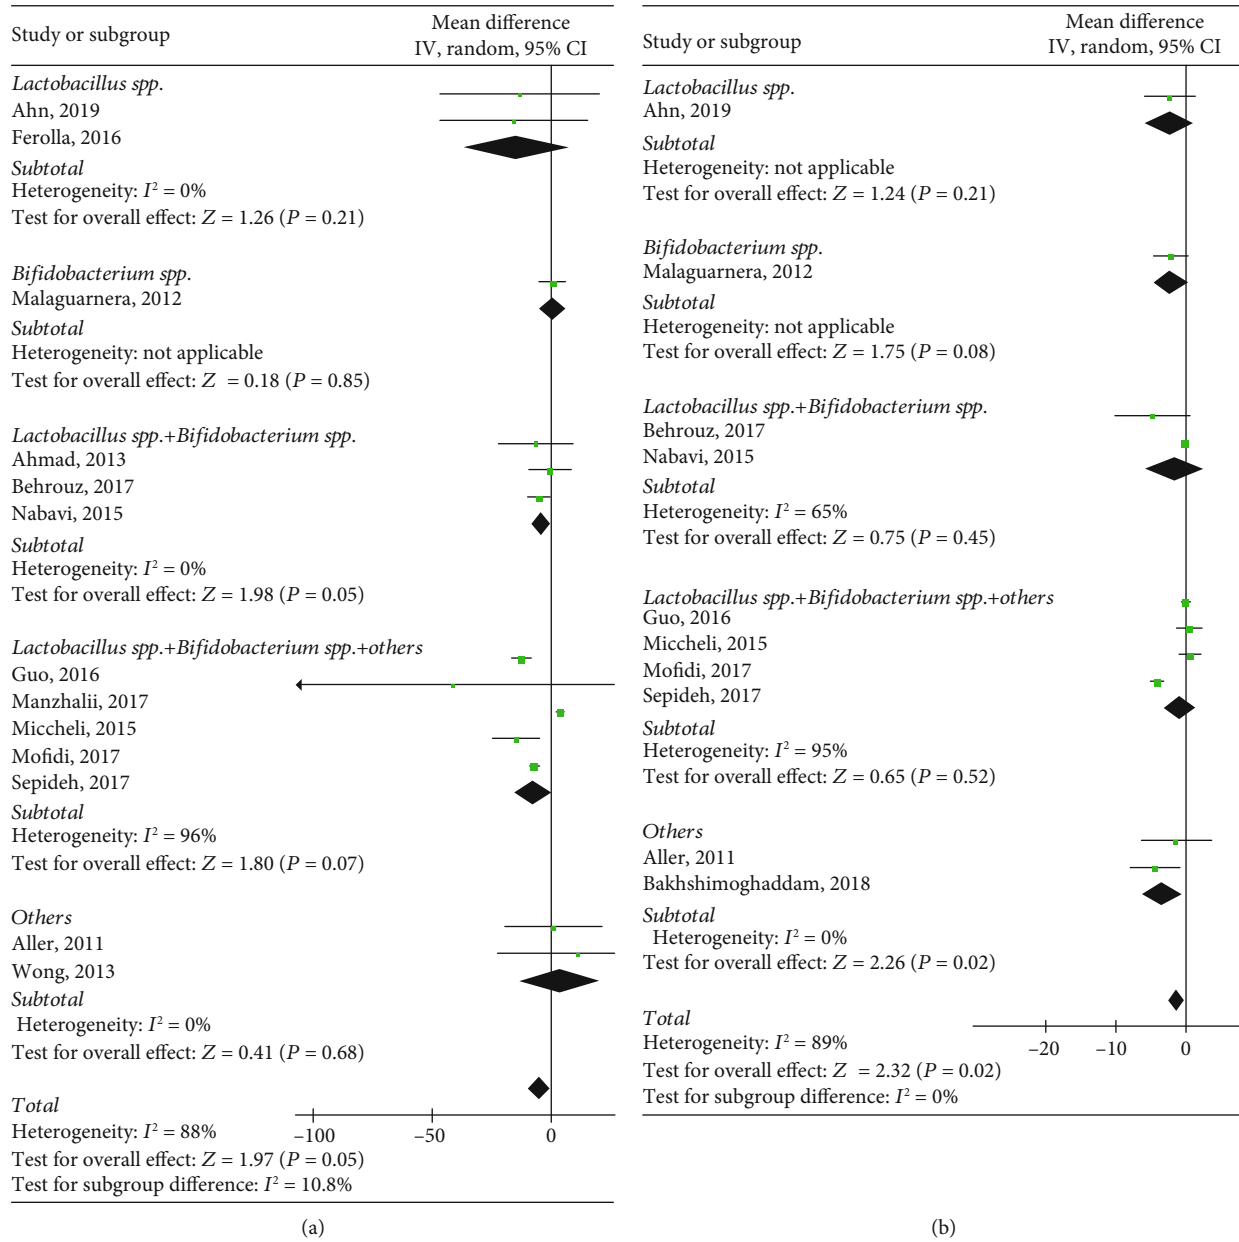 Study or subgroup
Mean difference
IV, random, 95% CI
Lactobacillus spp.
Ahn, 2019
Ferolla, 2016
Subtotal
Heterogeneity: I² = 0%
Test for overall effect: Z = 1.26 (P = 0.21)
Bifidobacterium spp.
Malaguarnera, 2012
Subtotal
Heterogeneity: not applicable
Test for overall effect: Z = 0.18 (P = 0.85)
Lactobacillus spp.+Bifidobacterium spp.
Ahmad, 2013
Behrouz, 2017
Nabavi, 2015
Subtotal
Heterogeneity: I² = 0%
Test for overall effect: Z = 1.98 (P = 0.05)
Lactobacillus spp.+Bifidobacterium spp.+others
Guo, 2016
Manzhalii, 2017
Miccheli, 2015
Mofidi, 2017
Sepideh, 2017
Subtotal
Heterogeneity: I² = 96%
Test for overall effect: Z = 1.80 (P = 0.07)
Others
Aller, 2011
Wong, 2013
Subtotal
Heterogeneity: I² = 0%
Test for overall effect: Z = 0.41 (P = 0.68)
Total
Heterogeneity: I² = 88%
Test for overall effect: Z = 1.97 (P = 0.05)
Test for subgroup difference: I² = 10.8%
−100 −50 0
(a)
Study or subgroup
Mean difference
IV, random, 95% CI
Lactobacillus spp.
Ahn, 2019
Subtotal
Heterogeneity: not applicable
Test for overall effect: Z = 1.24 (P = 0.21)
Bifidobacterium spp.
Malaguarnera, 2012
Subtotal
Heterogeneity: not applicable
Test for overall effect: Z = 1.75 (P = 0.08)
Lactobacillus spp.+Bifidobacterium spp.
Behrouz, 2017
Nabavi, 2015
Subtotal
Heterogeneity: I² = 65%
Test for overall effect: Z = 0.75 (P = 0.45)
Lactobacillus spp.+Bifidobacterium spp.+others
Guo, 2016
Miccheli, 2015
Mofidi, 2017
Sepideh, 2017
Subtotal
Heterogeneity: I² = 95%
Test for overall effect: Z = 0.65 (P = 0.52)
Others
Aller, 2011
Bakhshimoghaddam, 2018
Subtotal
Heterogeneity: I² = 0%
Test for overall effect: Z = 2.26 (P = 0.02)
Total
Heterogeneity: I² = 89%
Test for overall effect: Z = 2.32 (P = 0.02)
Test for subgroup difference: I² = 0%
−20 −10 0
(b)